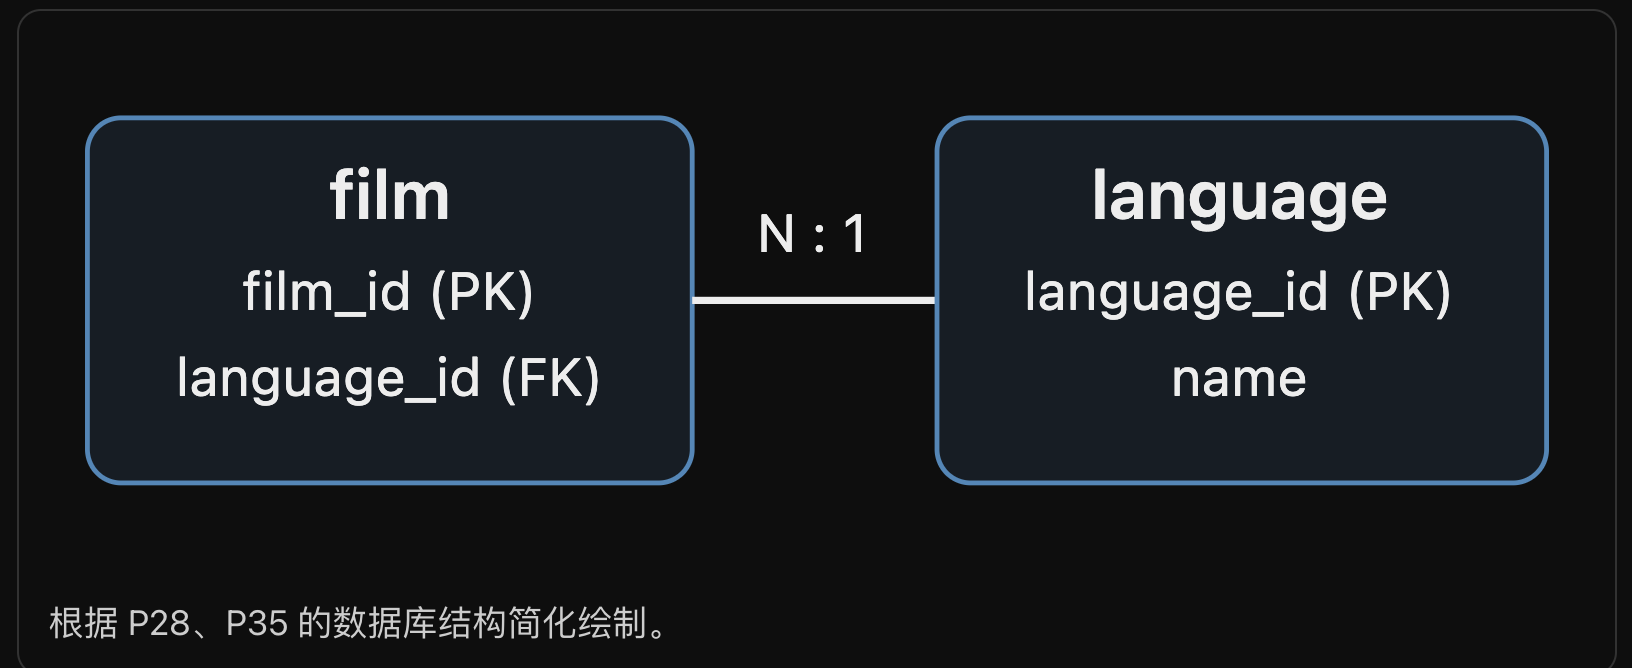 film
film_id (PK)
language_id (FK)
N : 1
language
language_id (PK)
name
根据 P28、P35 的数据库结构简化绘制。